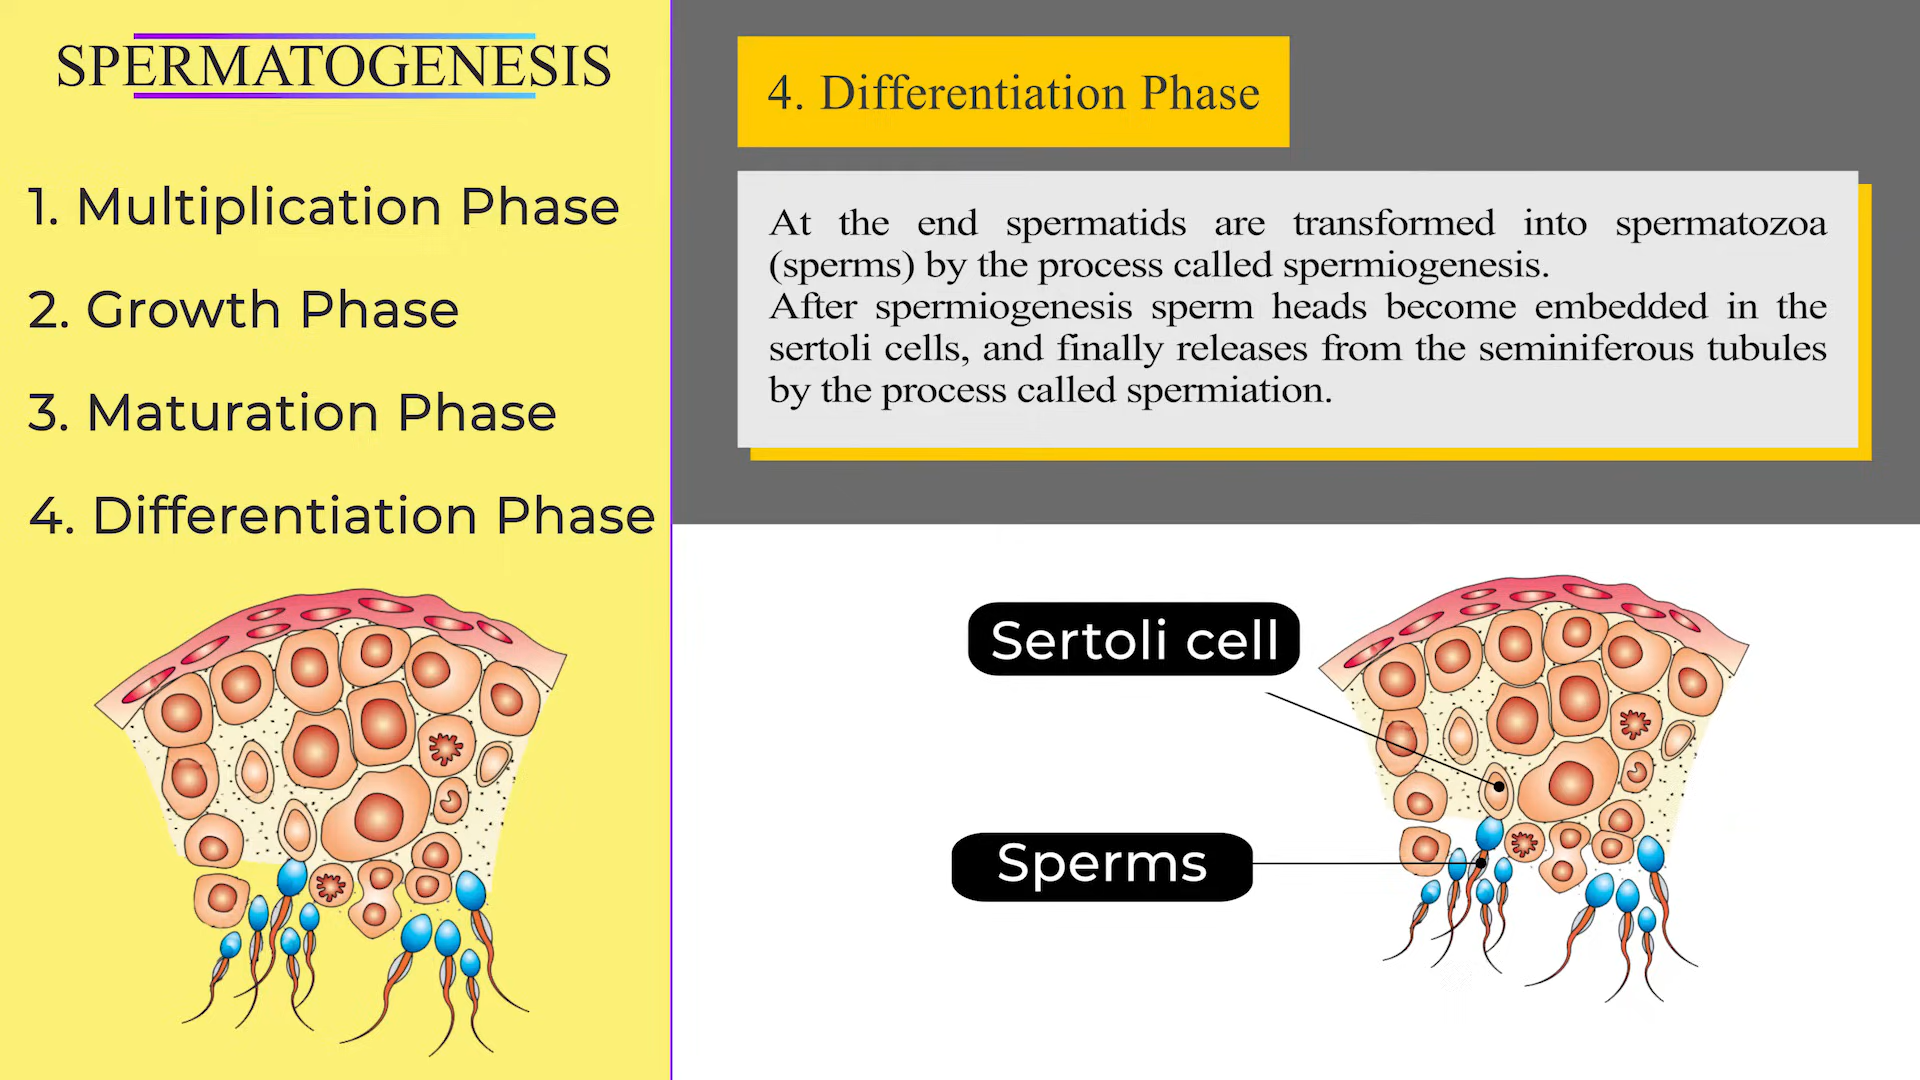 SPERMATOGENESIS
1. Multiplication Phase
2. Growth Phase
3. Maturation Phase
4. Differentiation Phase
4. Differentiation Phase
At the end spermatids are transformed into spermatozoa
(sperms) by the process called spermiogenesis.
After spermiogenesis sperm heads become embedded in the
sertoli cells, and finally releases from the seminiferous tubules
by the process called spermiation.
Sertoli cell
Sperms